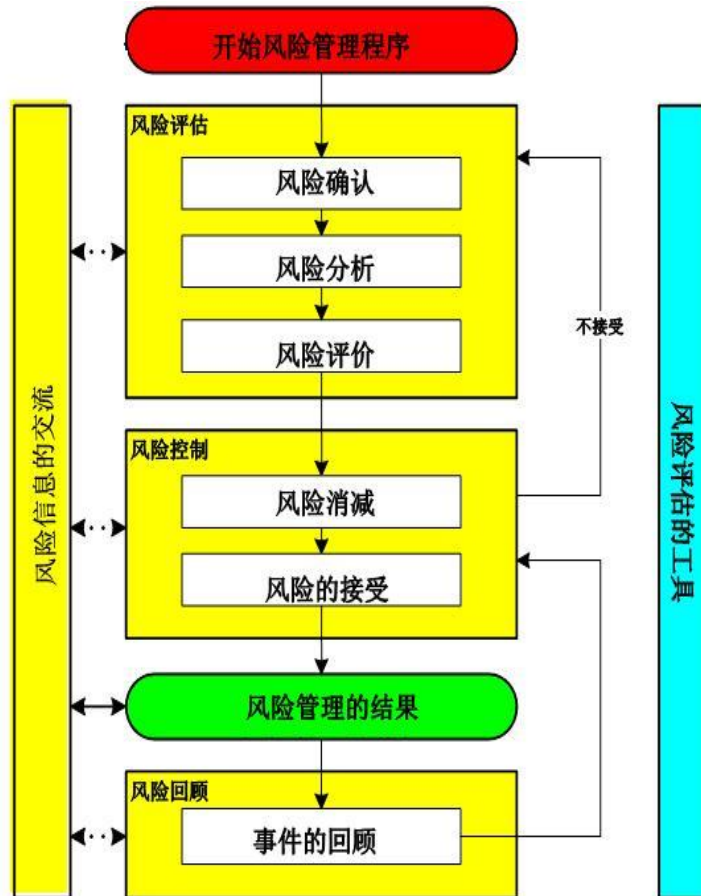 开始风险管理程序
风险评估
风险确认
风险分析
风险评价
不接受
风险控制
风险消减
风险的接受
风险管理的结果
风险回顾
事件的回顾
风险信息的交流
风险评估的工具